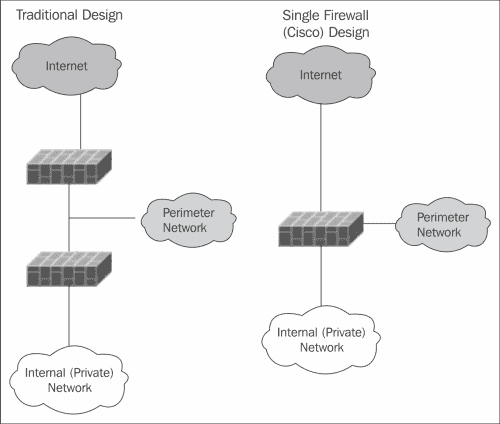 Traditional Design
Internet
Perimeter
Network
Internal (Private)
Network
Single Firewall
(Cisco) Design
Internet
Perimeter
Network
Internal (Private)
Network